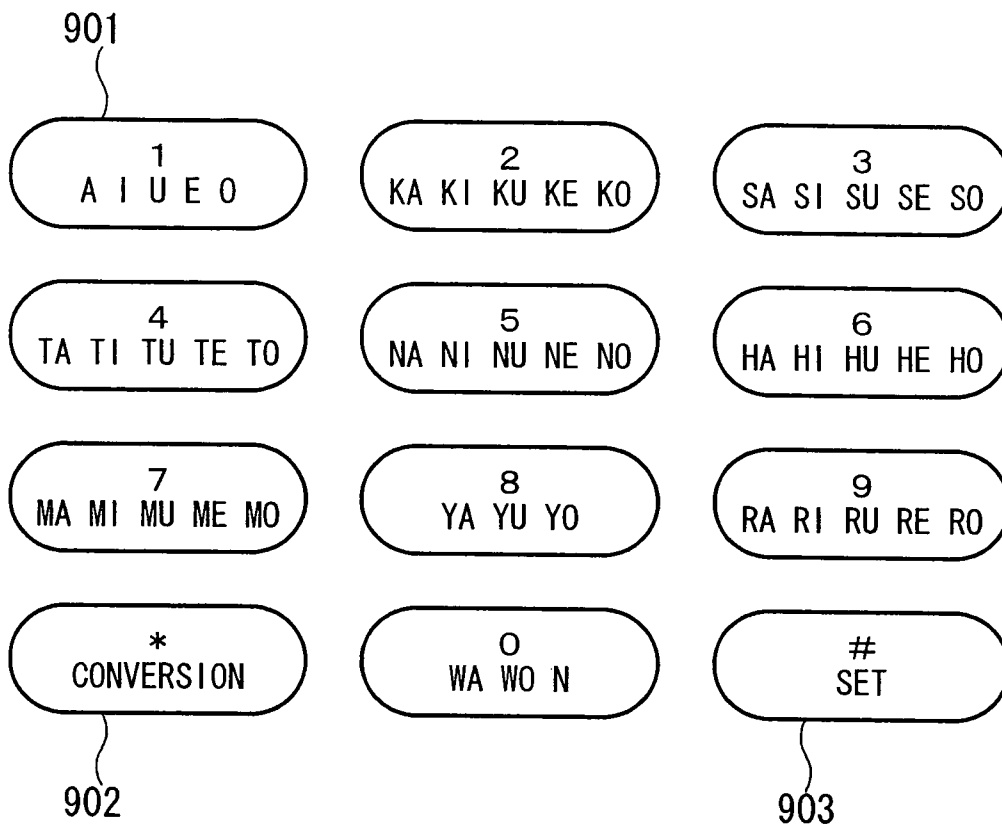 901
1
A I U E O
2
KA KI KU KE KO
3
SA SI SU SE SO
4
TA TI TU TE TO
5
NA NI NU NE NO
6
HA HI HU HE HO
7
MA MI MU ME MO
8
YA YU YO
9
RA RI RU RE RO
*
CONVERSION
0
WA WO N
#
SET
902
903